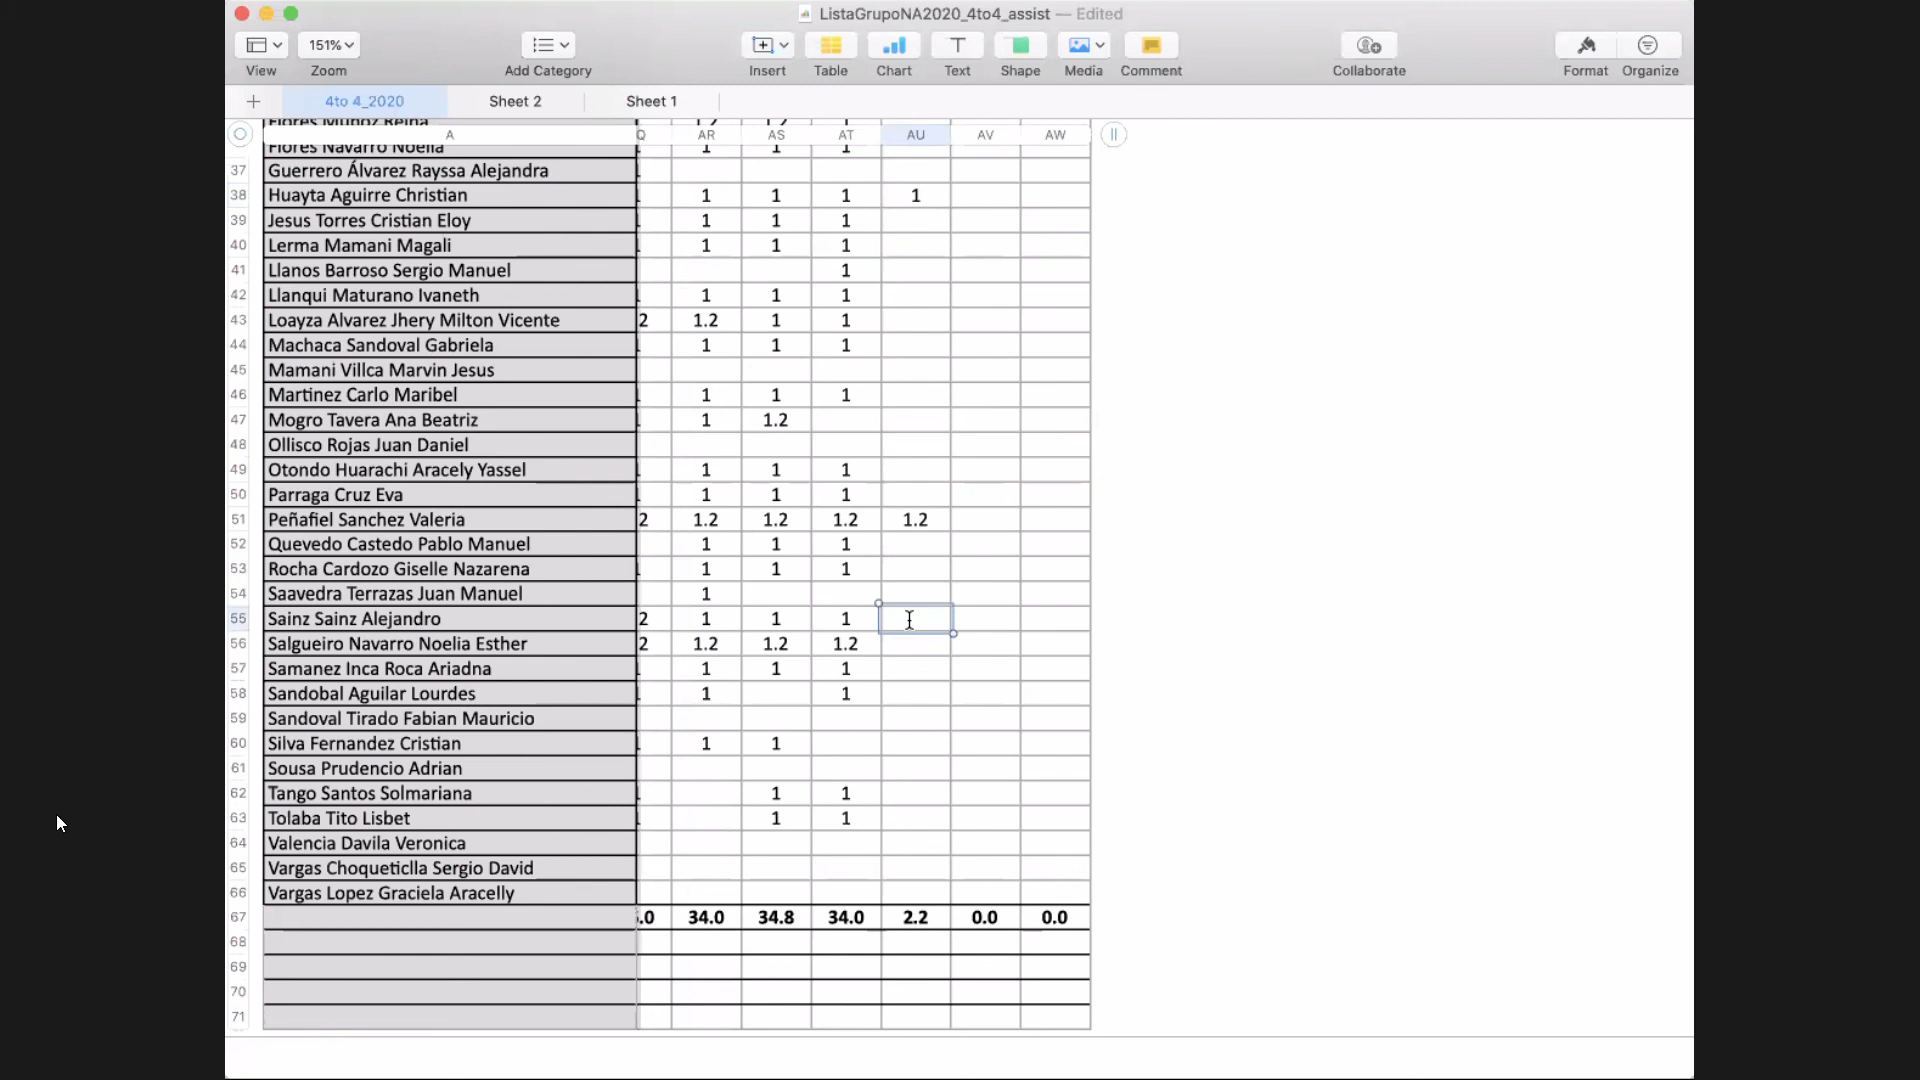 ListaGrupoNA2020_4to4_assist — Edited
151%
View Zoom Add Category Insert Table Chart Text Shape Media Comment Collaborate Format Organize
+ 4to 4_2020 Sheet 2 Sheet 1
Flores Muñoz Reina 1.2 1.2 1
A Q AR AS AT AU AV AW
Flores Navarro Noelia 1 1 1
37 Guerrero Álvarez Rayssa Alejandra
38 Huayta Aguirre Christian 1 1 1 1
39 Jesus Torres Cristian Eloy 1 1 1
40 Lerma Mamani Magali 1 1 1
41 Llanos Barroso Sergio Manuel 1
42 Llanqui Maturano Ivaneth 1 1 1
43 Loayza Alvarez Jhery Milton Vicente 2 1.2 1 1
44 Machaca Sandoval Gabriela 1 1 1
45 Mamani Villca Marvin Jesus
46 Martinez Carlo Maribel 1 1 1
47 Mogro Tavera Ana Beatriz 1 1.2
48 Ollisco Rojas Juan Daniel
49 Otondo Huarachi Aracely Yassel 1 1 1
50 Parraga Cruz Eva 1 1 1
51 Peñafiel Sanchez Valeria 2 1.2 1.2 1.2 1.2
52 Quevedo Castedo Pablo Manuel 1 1 1
53 Rocha Cardozo Giselle Nazarena 1 1 1
54 Saavedra Terrazas Juan Manuel 1
55 Sainz Sainz Alejandro 2 1 1 1
56 Salgueiro Navarro Noelia Esther 2 1.2 1.2 1.2
57 Samanez Inca Roca Ariadna 1 1 1
58 Sandobal Aguilar Lourdes 1 1
59 Sandoval Tirado Fabian Mauricio
60 Silva Fernandez Cristian 1 1
61 Sousa Prudencio Adrian
62 Tango Santos Solmariana 1 1
63 Tolaba Tito Lisbet 1 1
64 Valencia Davila Veronica
65 Vargas Choqueticlla Sergio David
66 Vargas Lopez Graciela Aracelly
67 .0 34.0 34.8 34.0 2.2 0.0 0.0
68
69
70
71